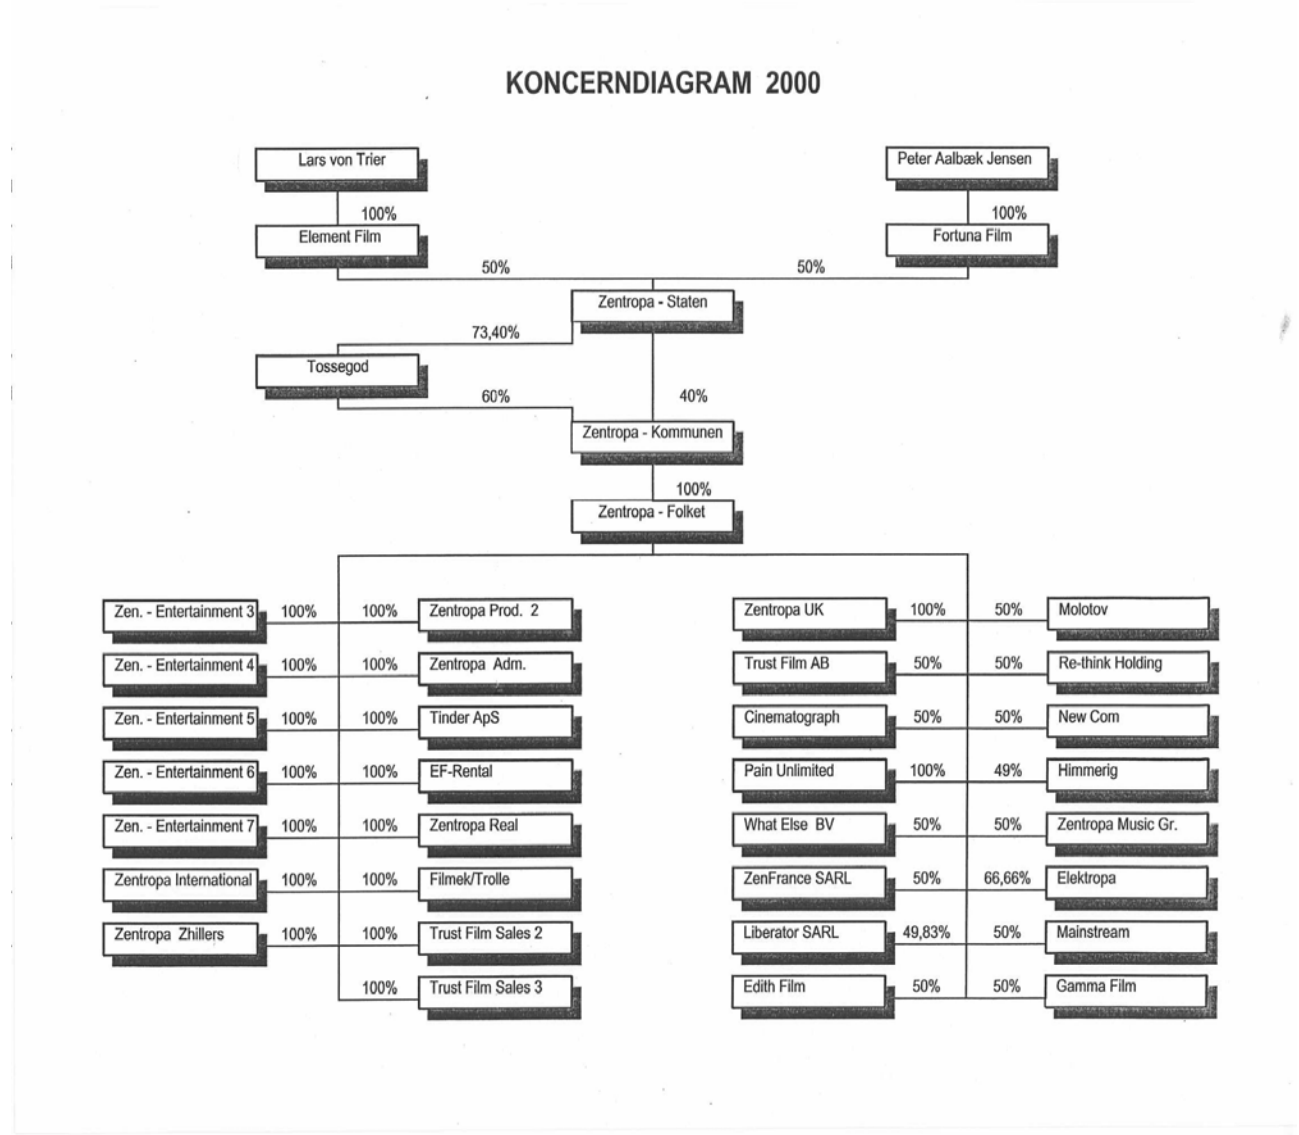 KONCERNDIAGRAM 2000
Lars von Trier
Peter Aalbæk Jensen
100%
100%
Element Film
Fortuna Film
50%
50%
Zentropa - Staten
73,40%
Tossegod
60%
40%
Zentropa - Kommunen
100%
Zentropa - Folket
Zen. - Entertainment 3
100%
100%
Zentropa Prod. 2
Zentropa UK
100%
50%
Molotov
Zen. - Entertainment 4
100%
100%
Zentropa Adm.
Trust Film AB
50%
50%
Re-think Holding
Zen. - Entertainment 5
100%
100%
Tinder ApS
Cinematograph
50%
50%
New Com
Zen. - Entertainment 6
100%
100%
EF-Rental
Pain Unlimited
100%
49%
Himmerig
Zen. - Entertainment 7
100%
100%
Zentropa Real
What Else BV
50%
50%
Zentropa Music Gr.
Zentropa International
100%
100%
Filmek/Trolle
ZenFrance SARL
50%
66,66%
Elektropa
Zentropa Zhillers
100%
100%
Trust Film Sales 2
Liberator SARL
49,83%
50%
Mainstream
100%
Trust Film Sales 3
Edith Film
50%
50%
Gamma Film